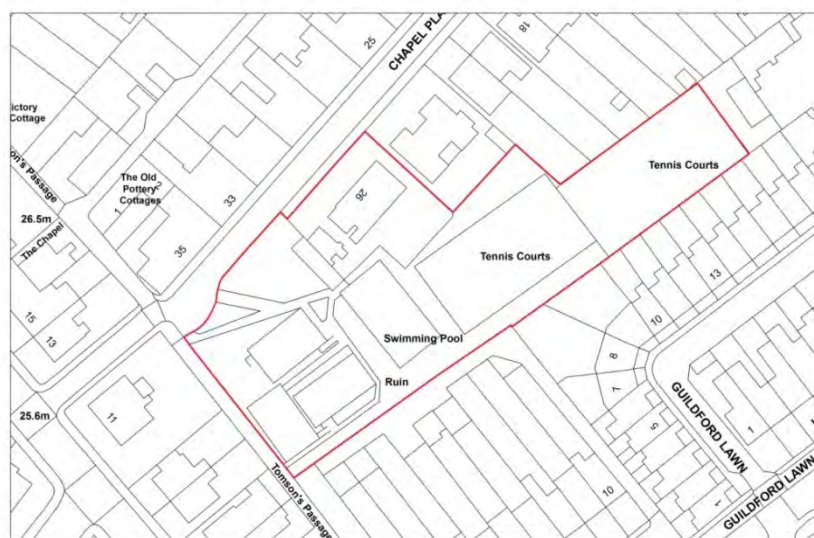 25
CHAPEL PLA
18
ictory
Cottage
on's Passage
The Old
Pottery
Cottages
2
1
33
26
Tennis Courts
26.5m
The Chapel
35
Tennis Courts
13
15
13
10
Swimming Pool
8
Ruin
7
11
25.6m
5
GUILDFORD LAWN
1
Tomson's Passage
10
1
GUILDFORD LAWN